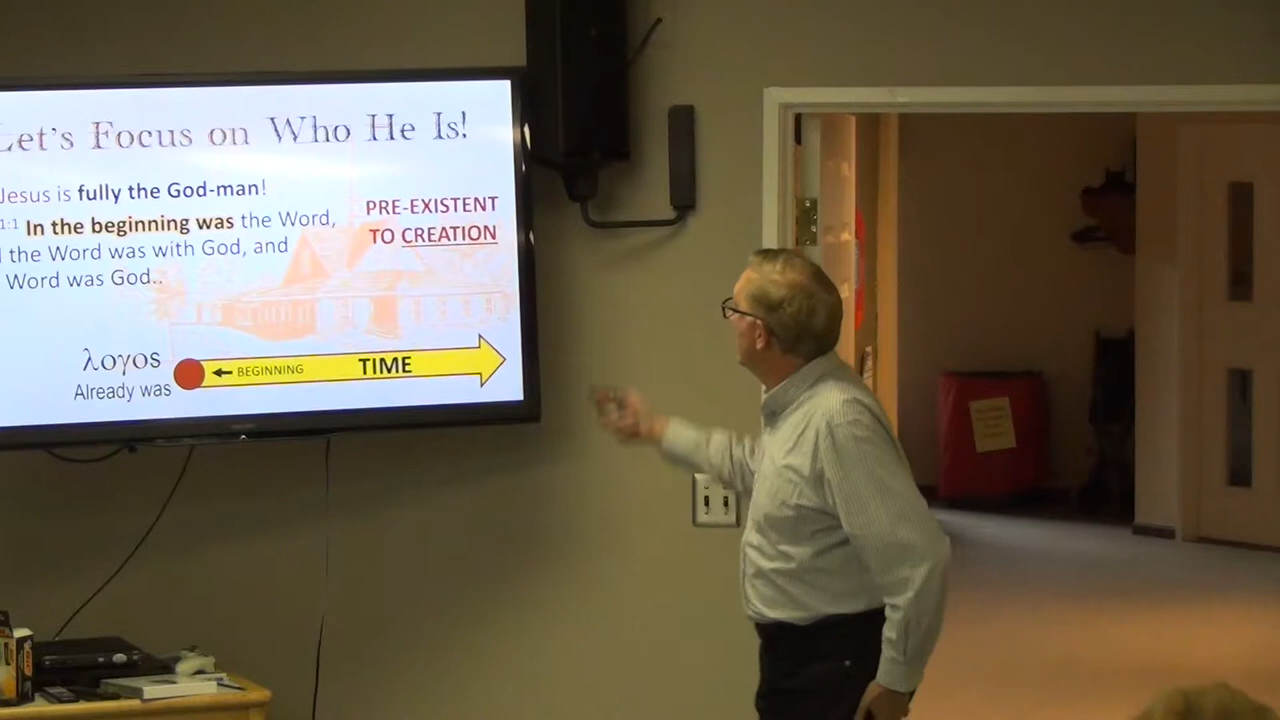 Let's Focus on Who He Is!
Jesus is fully the God-man!
1:1 In the beginning was the Word,
the Word was with God, and
Word was God..
PRE-EXISTENT
TO CREATION
λογος
Already was
BEGINNING
TIME